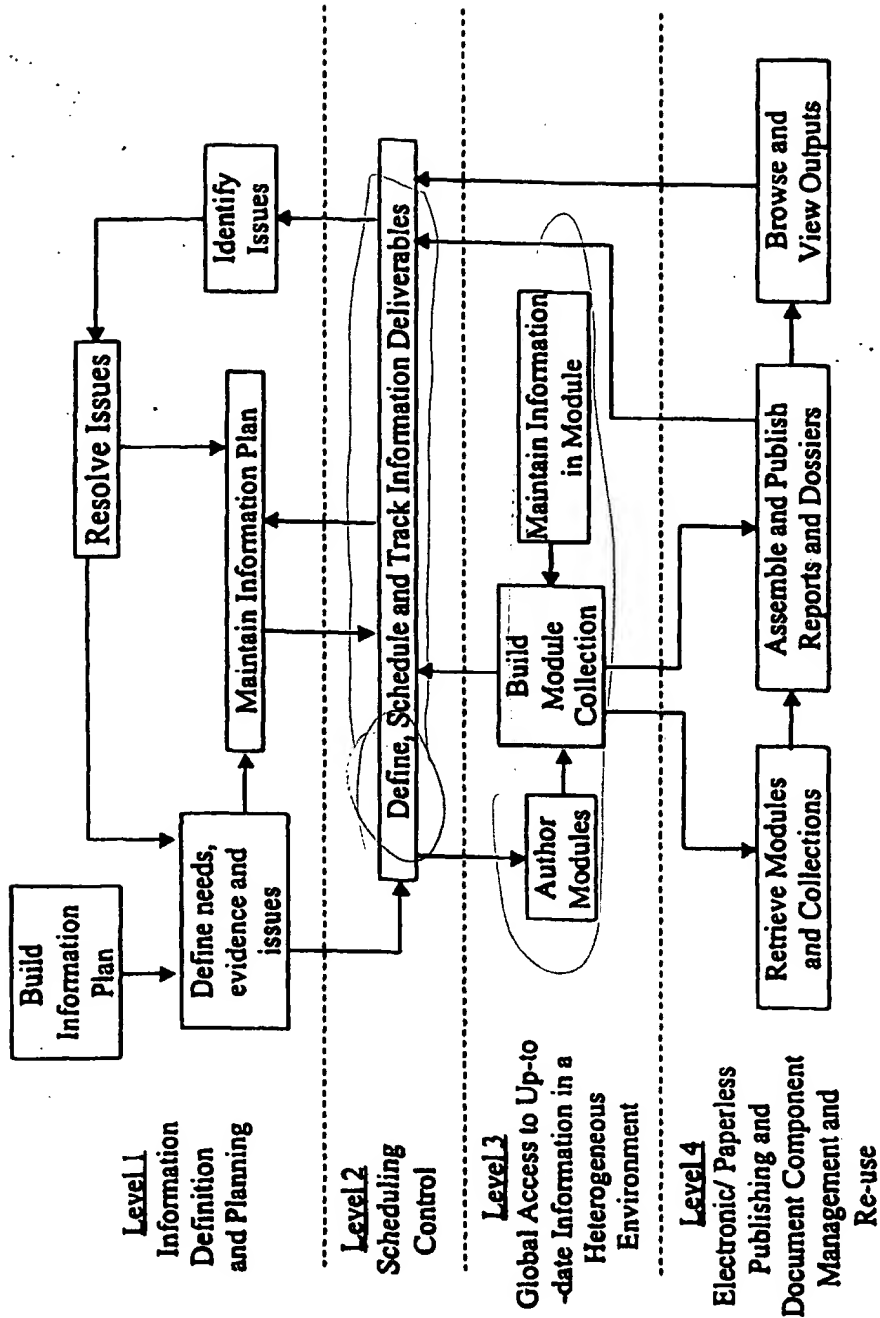 Level 1
Information
Definition
and Planning
Build
Information
Plan
Define needs,
evidence and
issues
Maintain Information Plan
Resolve Issues
Identify
Issues
Level 2
Scheduling
Control
Define, Schedule and Track Information Deliverables
Level 3
Global Access to Up-to
-date Information in a
Heterogeneous
Environment
Author
Modules
Build
Module
Collection
Maintain Information
in Module
Level 4
Electronic/ Paperless
Publishing and
Document Component
Management and
Re-use
Retrieve Modules
and Collections
Assemble and Publish
Reports and Dossiers
Browse and
View Outputs